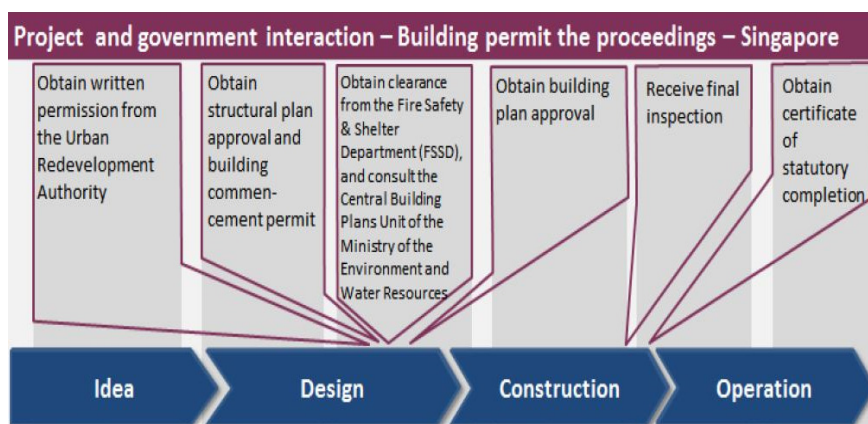 Project and government interaction – Building permit the proceedings – Singapore
Obtain written
permission from
the Urban
Redevelopment
Authority
Obtain
structural plan
approval and
building
commen-
cement permit
Obtain clearance
from the Fire Safety
& Shelter
Department (FSSD),
and consult the
Central Building
Plans Unit of the
Ministry of the
Environment and
Water Resources
Obtain building
plan approval
Receive final
inspection
Obtain
certificate
of
statutory
completion
Idea
Design
Construction
Operation